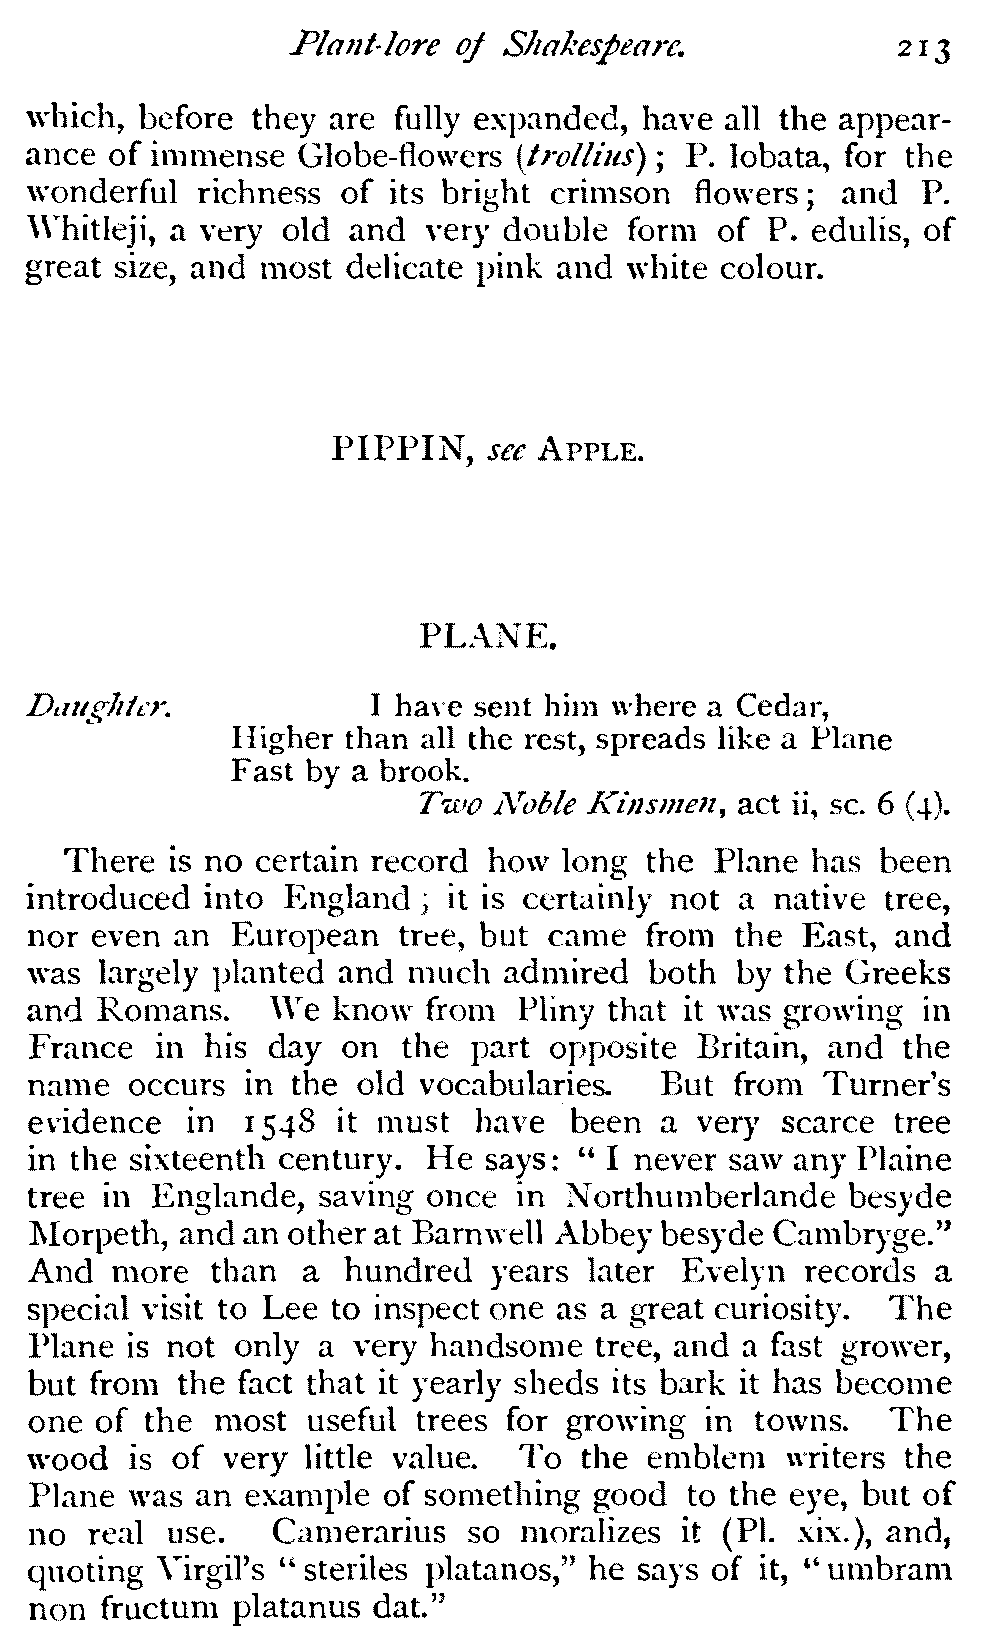 Plant-lore of Shakespeare. 213
which, before they are fully expanded, have all the appear-
ance of immense Globe-flowers (trollius); P. lobata, for the
wonderful richness of its bright crimson flowers; and P.
Whitleji, a very old and very double form of P. edulis, of
great size, and most delicate pink and white colour.
PIPPIN, see APPLE.
PLANE.
Daughter. I have sent him where a Cedar,
Higher than all the rest, spreads like a Plane
Fast by a brook.
Two Noble Kinsmen, act ii, sc. 6 (4).
There is no certain record how long the Plane has been
introduced into England; it is certainly not a native tree,
nor even an European tree, but came from the East, and
was largely planted and much admired both by the Greeks
and Romans. We know from Pliny that it was growing in
France in his day on the part opposite Britain, and the
name occurs in the old vocabularies. But from Turner's
evidence in 1548 it must have been a very scarce tree
in the sixteenth century. He says: "I never saw any Plaine
tree in Englande, saving once in Northumberlande besyde
Morpeth, and an other at Barnwell Abbey besyde Cambryge."
And more than a hundred years later Evelyn records a
special visit to Lee to inspect one as a great curiosity. The
Plane is not only a very handsome tree, and a fast grower,
but from the fact that it yearly sheds its bark it has become
one of the most useful trees for growing in towns. The
wood is of very little value. To the emblem writers the
Plane was an example of something good to the eye, but of
no real use. Camerarius so moralizes it (Pl. xix.), and,
quoting Virgil's "steriles platanos," he says of it, "umbram
non fructum platanus dat."